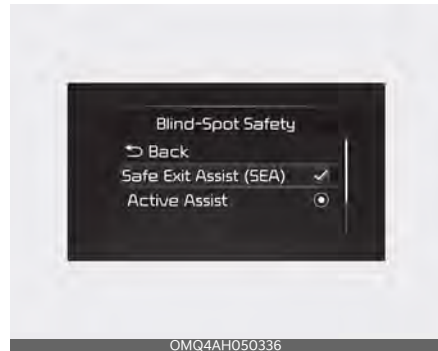 Blind-Spot Safety
Back
Safe Exit Assist (SEA)
Active Assist
OMQ4AH050336